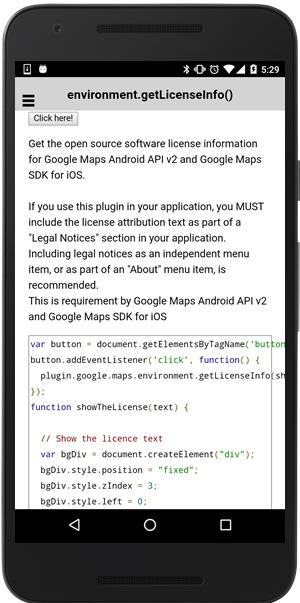 5:29
environment.getLicenseInfo()
Click here!
Get the open source software license information
for Google Maps Android API v2 and Google Maps
SDK for iOS.
If you use this plugin in your application, you MUST
include the license attribution text as part of a
"Legal Notices" section in your application.
Including legal notices as an independent menu
item, or as part of an "About" menu item, is
recommended.
This is requirement by Google Maps Android API v2
and Google Maps SDK for iOS
var button = document.getElementsByTagName('button
button.addEventListener('click', function() {
plugin.google.maps.environment.getLicenseInfo(sh
});
function showTheLicense(text) {
// Show the licence text
var bgDiv = document.createElement("div");
bgDiv.style.position = "fixed";
bgDiv.style.zIndex = 3;
bgDiv.style.left = 0;